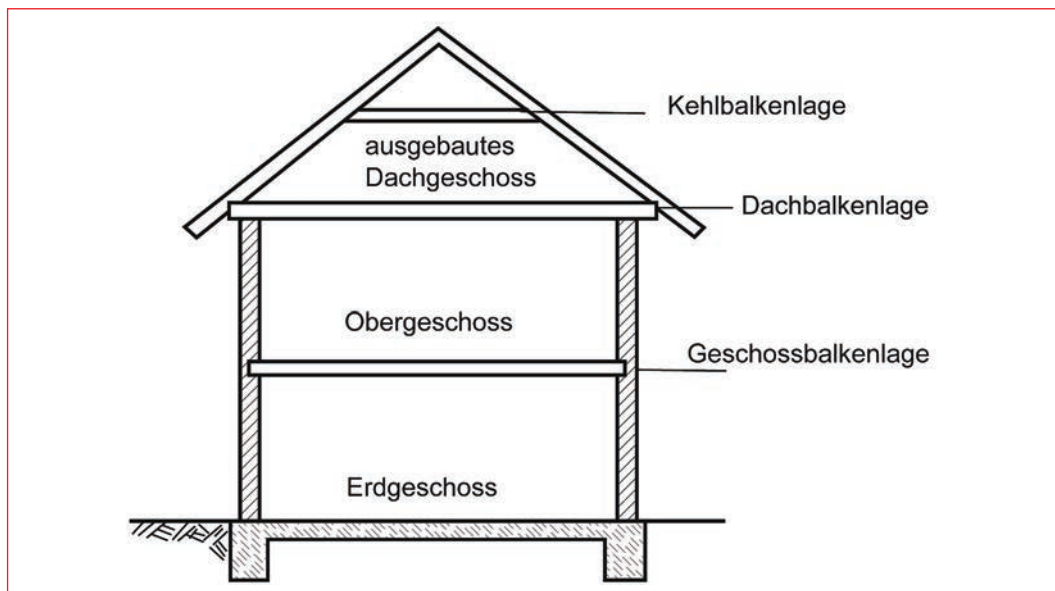 Kehlbalkenlage
ausgebautes
Dachgeschoss
Dachbalkenlage
Obergeschoss
Geschossbalkenlage
Erdgeschoss